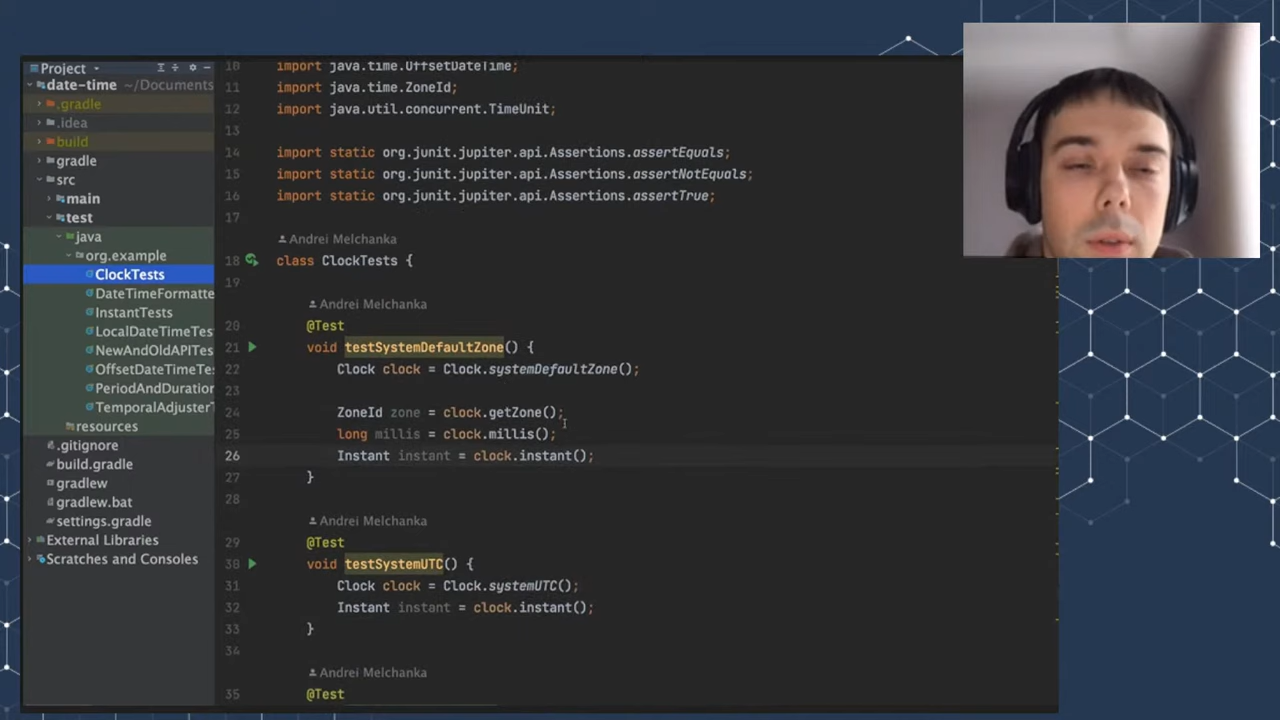 Project
date-time ~/Documents
.gradle
.idea
build
gradle
src
main
test
java
org.example
ClockTests
DateTimeFormatte
InstantTests
LocalDateTimeTes
NewAndOldAPITes
OffsetDateTimeTes
PeriodAndDuration
TemporalAdjusterT
resources
.gitignore
build.gradle
gradlew
gradlew.bat
settings.gradle
External Libraries
Scratches and Consoles
10 import java.time.OffsetDateTime;
11 import java.time.ZoneId;
12 import java.util.concurrent.TimeUnit;
13
14 import static org.junit.jupiter.api.Assertions.assertEquals;
15 import static org.junit.jupiter.api.Assertions.assertNotEquals;
16 import static org.junit.jupiter.api.Assertions.assertTrue;
17
Andrei Melchanka
18 class ClockTests {
19
Andrei Melchanka
20 @Test
21 void testSystemDefaultZone() {
22 Clock clock = Clock.systemDefaultZone();
23
24 ZoneId zone = clock.getZone();
25 long millis = clock.millis();
26 Instant instant = clock.instant();
27 }
28
Andrei Melchanka
29 @Test
30 void testSystemUTC() {
31 Clock clock = Clock.systemUTC();
32 Instant instant = clock.instant();
33 }
34
Andrei Melchanka
35 @Test